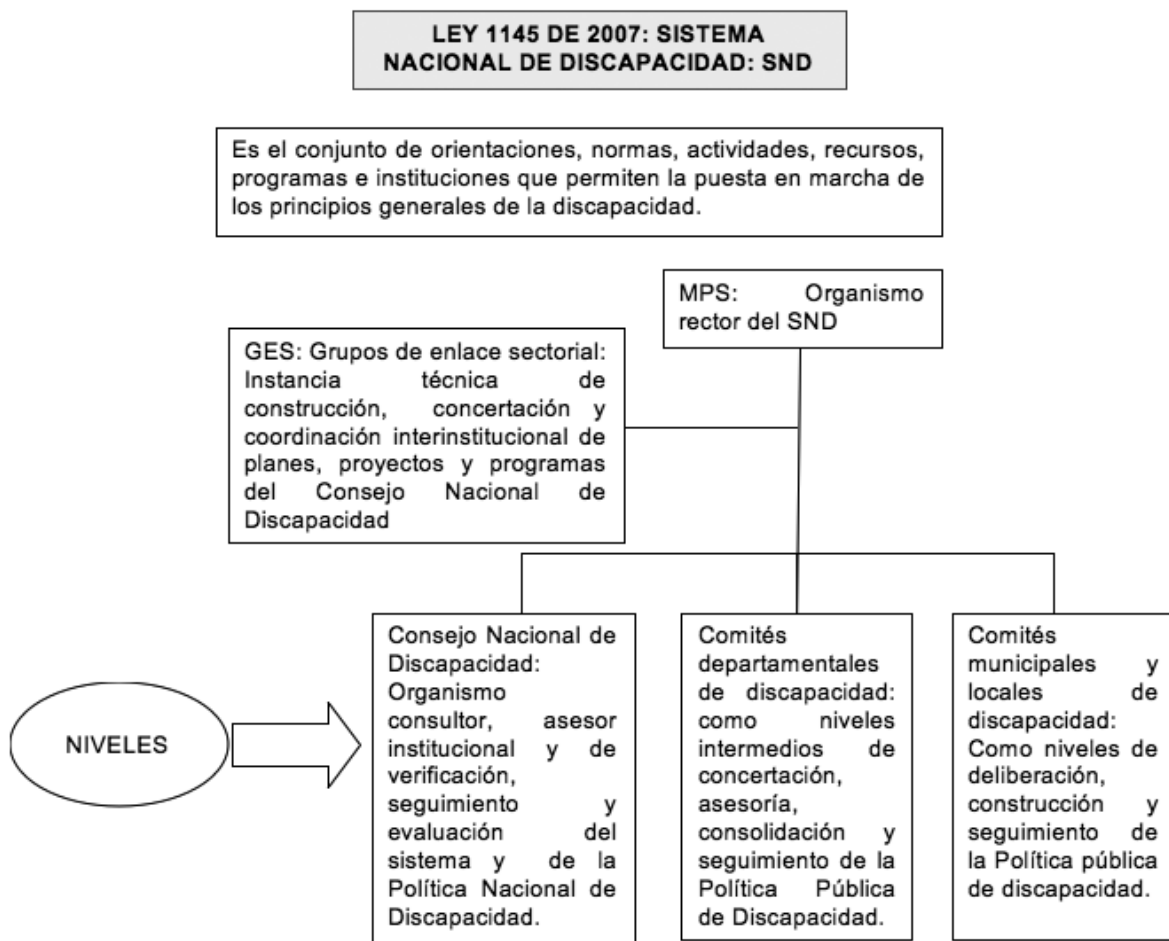 LEY 1145 DE 2007: SISTEMA
NACIONAL DE DISCAPACIDAD: SND
Es el conjunto de orientaciones, normas, actividades, recursos,
programas e instituciones que permiten la puesta en marcha de
los principios generales de la discapacidad.
MPS: Organismo
rector del SND
GES: Grupos de enlace sectorial:
Instancia técnica de
construcción, concertación y
coordinación interinstitucional de
planes, proyectos y programas
del Consejo Nacional de
Discapacidad
NIVELES
Consejo Nacional de
Discapacidad:
Organismo
consultor, asesor
institucional y de
verificación,
seguimiento y
evaluación del
sistema y de la
Política Nacional de
Discapacidad.
Comités
departamentales
de discapacidad:
como niveles
intermedios de
concertación,
asesoría,
consolidación y
seguimiento de la
Política Pública
de Discapacidad.
Comités
municipales y
locales de
discapacidad:
Como niveles de
deliberación,
construcción y
seguimiento de
la Política pública
de discapacidad.